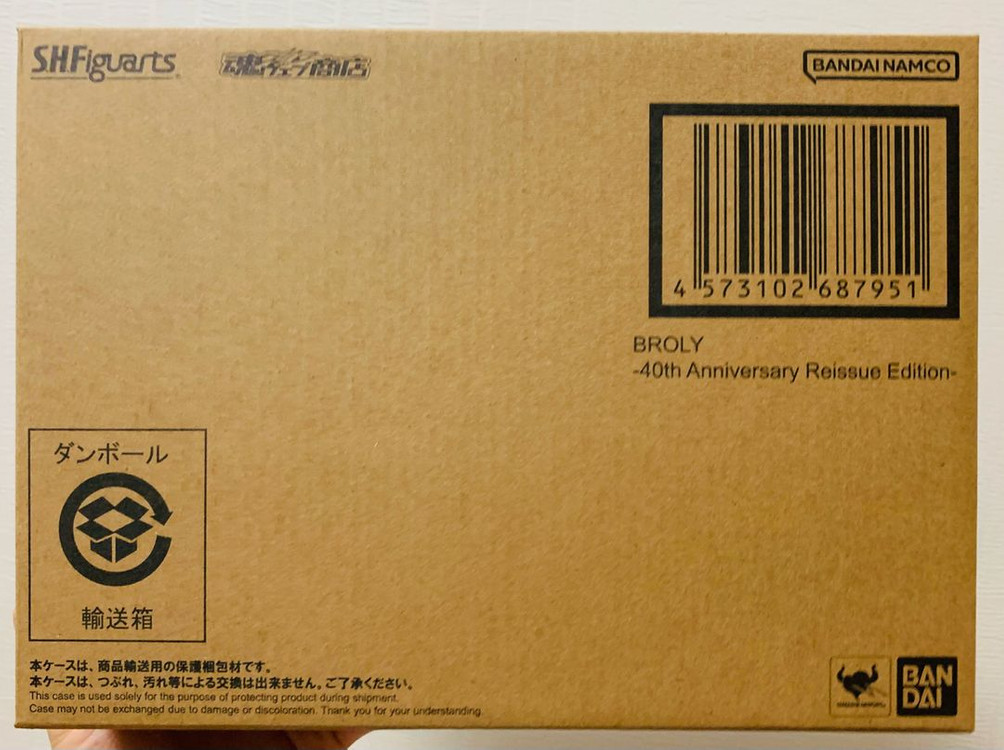 S.H.Figuarts
魂ウェブ商店
BANDAI NAMCO
4 573102 687951
BROLY
-40th Anniversary Reissue Edition-
ダンボール
輸送箱
本ケースは、商品輸送用の保護梱包材です。
本ケースは、つぶれ、汚れ等による交換は出来ません。ご了承ください。
This case is used solely for the purpose of protecting product during shipment.
Case may not be exchanged due to damage or discoloration. Thank you for your understanding.
BAN
DAI